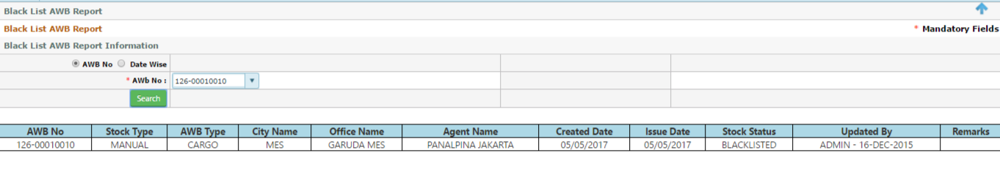 Black List AWB Report
Black List AWB Report * Mandatory Fields
Black List AWB Report Information
AWB No Date Wise
* AWb No : 126-00010010
Search
AWB No Stock Type AWB Type City Name Office Name Agent Name Created Date Issue Date Stock Status Updated By Remarks
126-00010010 MANUAL CARGO MES GARUDA MES PANALPINA JAKARTA 05/05/2017 05/05/2017 BLACKLISTED ADMIN - 16-DEC-2015